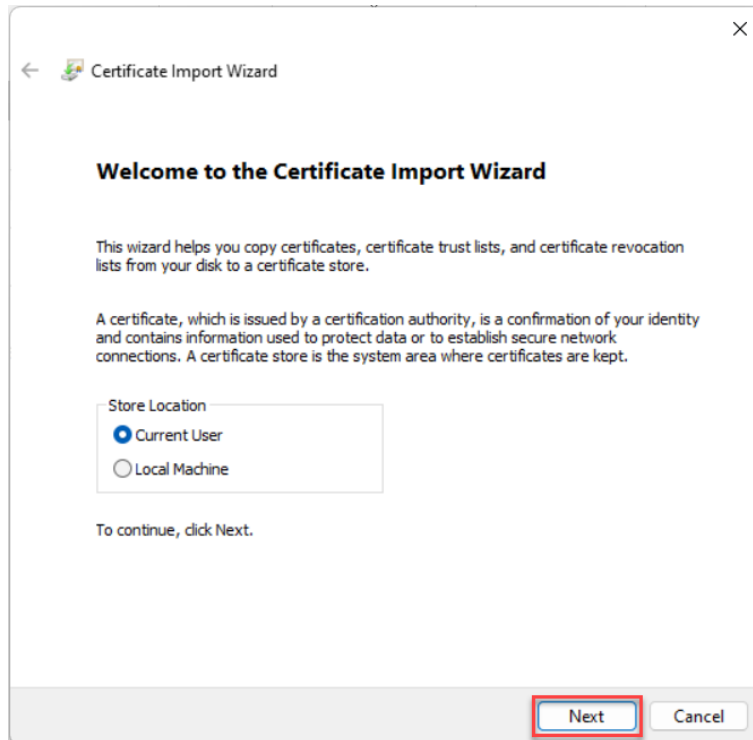 Certificate Import Wizard
Welcome to the Certificate Import Wizard
This wizard helps you copy certificates, certificate trust lists, and certificate revocation
lists from your disk to a certificate store.
A certificate, which is issued by a certification authority, is a confirmation of your identity
and contains information used to protect data or to establish secure network
connections. A certificate store is the system area where certificates are kept.
Store Location
Current User
Local Machine
To continue, click Next.
Next Cancel